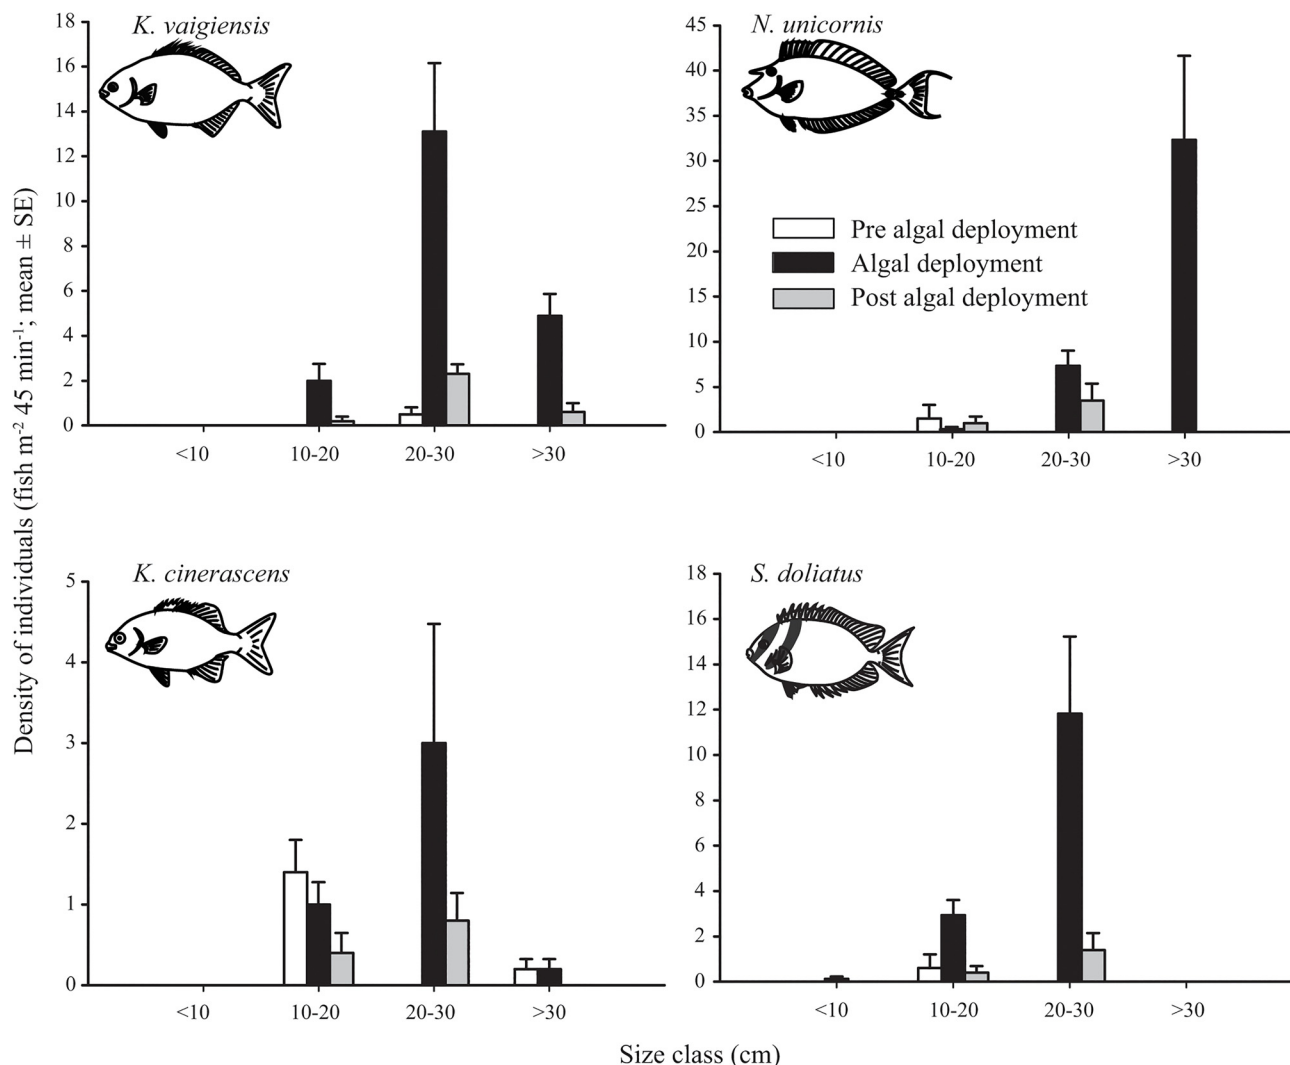 K. vaigiensis
18
16
14
12
10
8
6
4
2
0
<10 10-20 20-30 >30
N. unicornis
45
40
35
30
25
20
15
10
5
0
<10 10-20 20-30 >30
Pre algal deployment
Algal deployment
Post algal deployment
Density of individuals (fish m⁻² 45 min⁻¹; mean ± SE)
K. cinerascens
5
4
3
2
1
0
<10 10-20 20-30 >30
S. doliatus
18
16
14
12
10
8
6
4
2
0
<10 10-20 20-30 >30
Size class (cm)